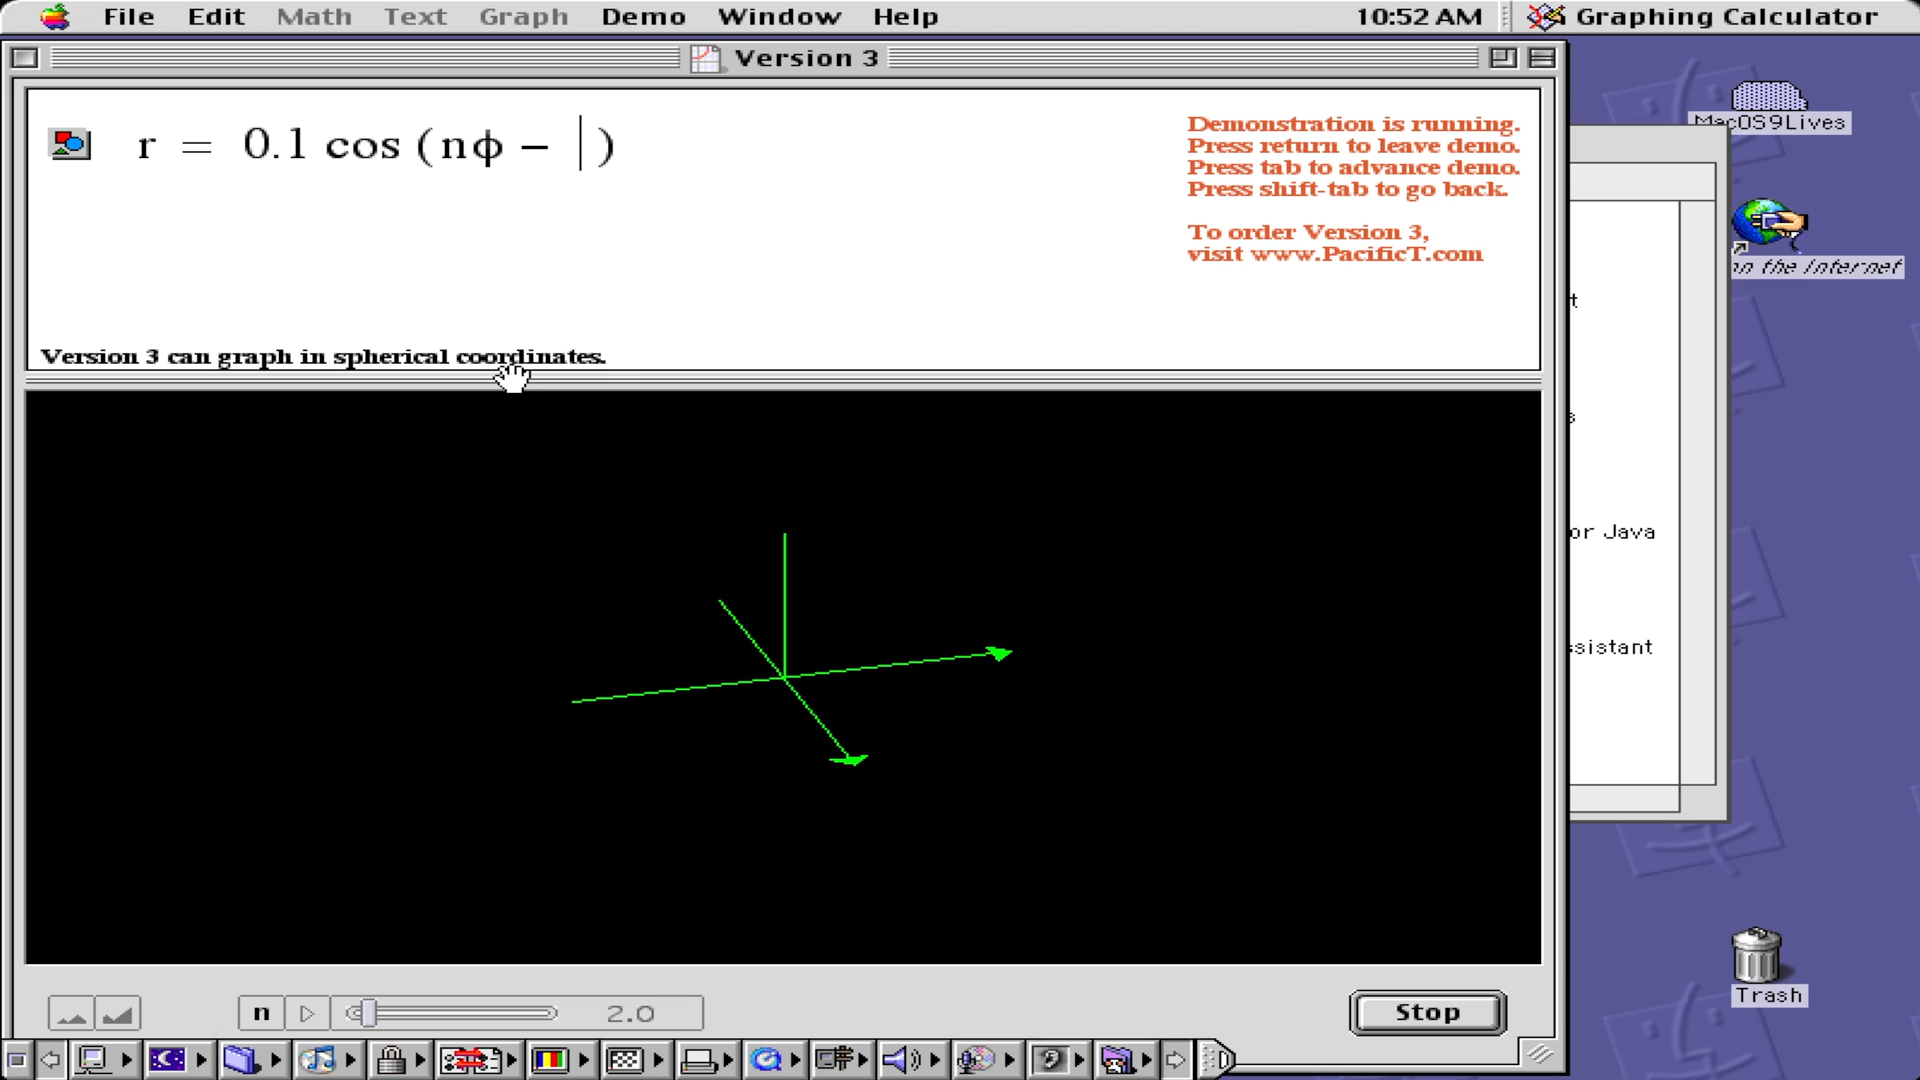 File Edit Math Text Graph Demo Window Help 10:52 AM Graphing Calculator
Version 3
r = 0.1 cos (nϕ − )
Demonstration is running.
Press return to leave demo.
Press tab to advance demo.
Press shift-tab to go back.
To order Version 3,
visit www.PacificT.com
Version 3 can graph in spherical coordinates.
MacOS9Lives
on the Internet
t
s
or Java
ssistant
Trash
n 2.0 Stop